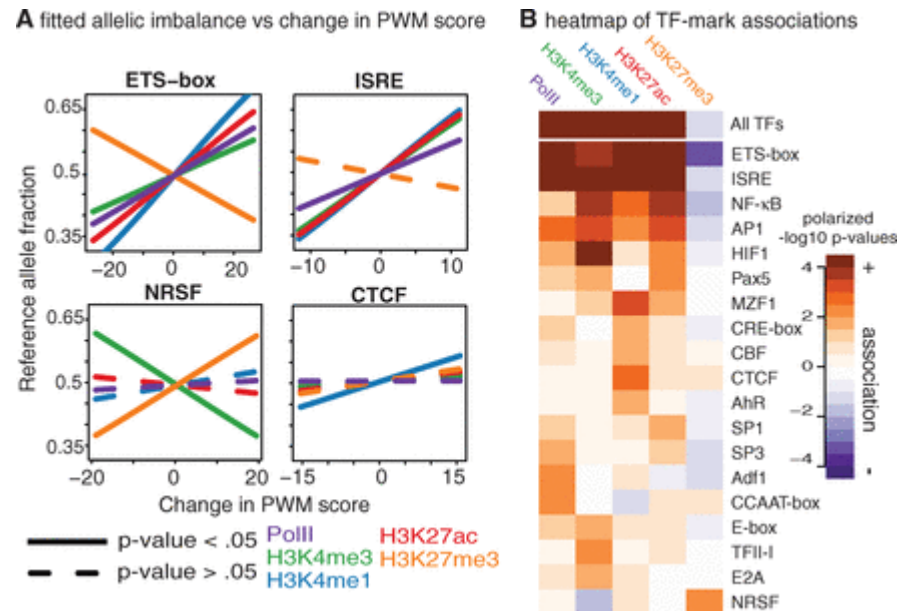 A fitted allelic imbalance vs change in PWM score
ETS-box
ISRE
0.65
0.5
0.35
-20
0
20
-10
0
10
NRSF
CTCF
0.65
0.5
0.35
-20
0
20
-15
0
15
Reference allele fraction
Change in PWM score
p-value < .05
p-value > .05
PolII
H3K4me3
H3K4me1
H3K27ac
H3K27me3
B heatmap of TF-mark associations
PolII
H3K4me3
H3K4me1
H3K27ac
H3K27me3
All TFs
ETS-box
ISRE
NF-κB
AP1
HIF1
Pax5
MZF1
CRE-box
CBF
CTCF
AhR
SP1
SP3
Adf1
CCAAT-box
E-box
TFII-I
E2A
NRSF
polarized
-log10 p-values
4
2
0
-2
-4
+
association
-